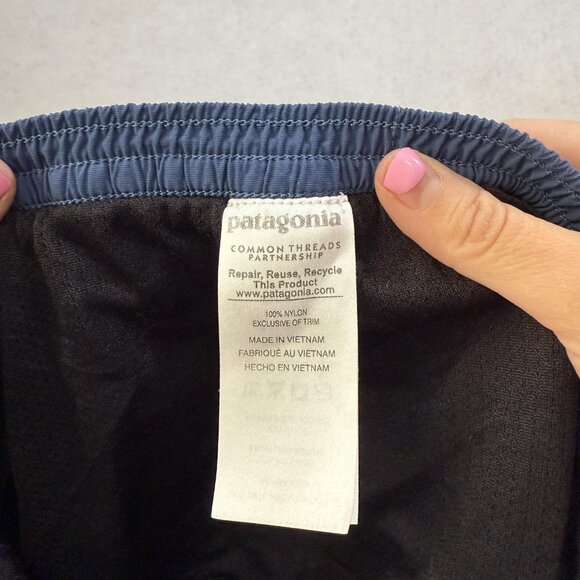 patagonia®
COMMON THREADS
PARTNERSHIP
Repair, Reuse, Recycle
This Product
www.patagonia.com
100% NYLON
EXCLUSIVE OF TRIM
MADE IN VIETNAM
FABRIQUÉ AU VIETNAM
HECHO EN VIETNAM